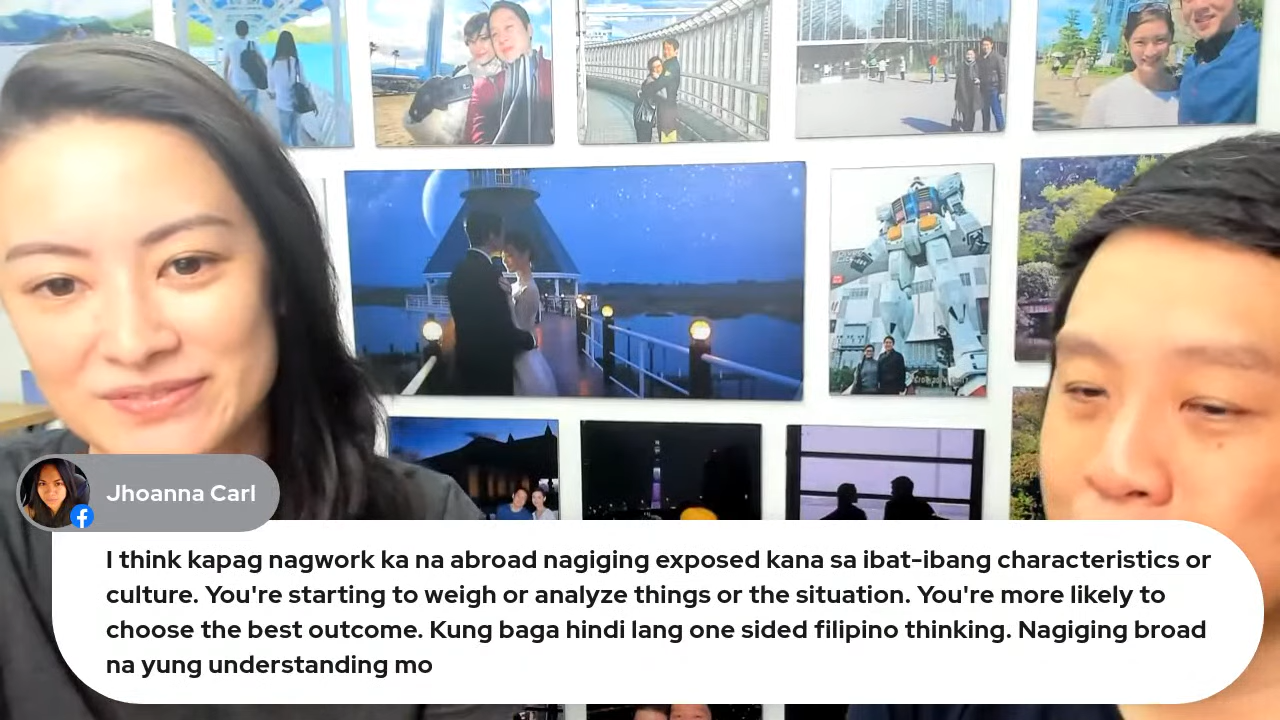 Jhoanna Carl
I think kapag nagwork ka na abroad nagiging exposed kana sa ibat-ibang characteristics or
culture. You're starting to weigh or analyze things or the situation. You're more likely to
choose the best outcome. Kung baga hindi lang one sided filipino thinking. Nagiging broad
na yung understanding mo